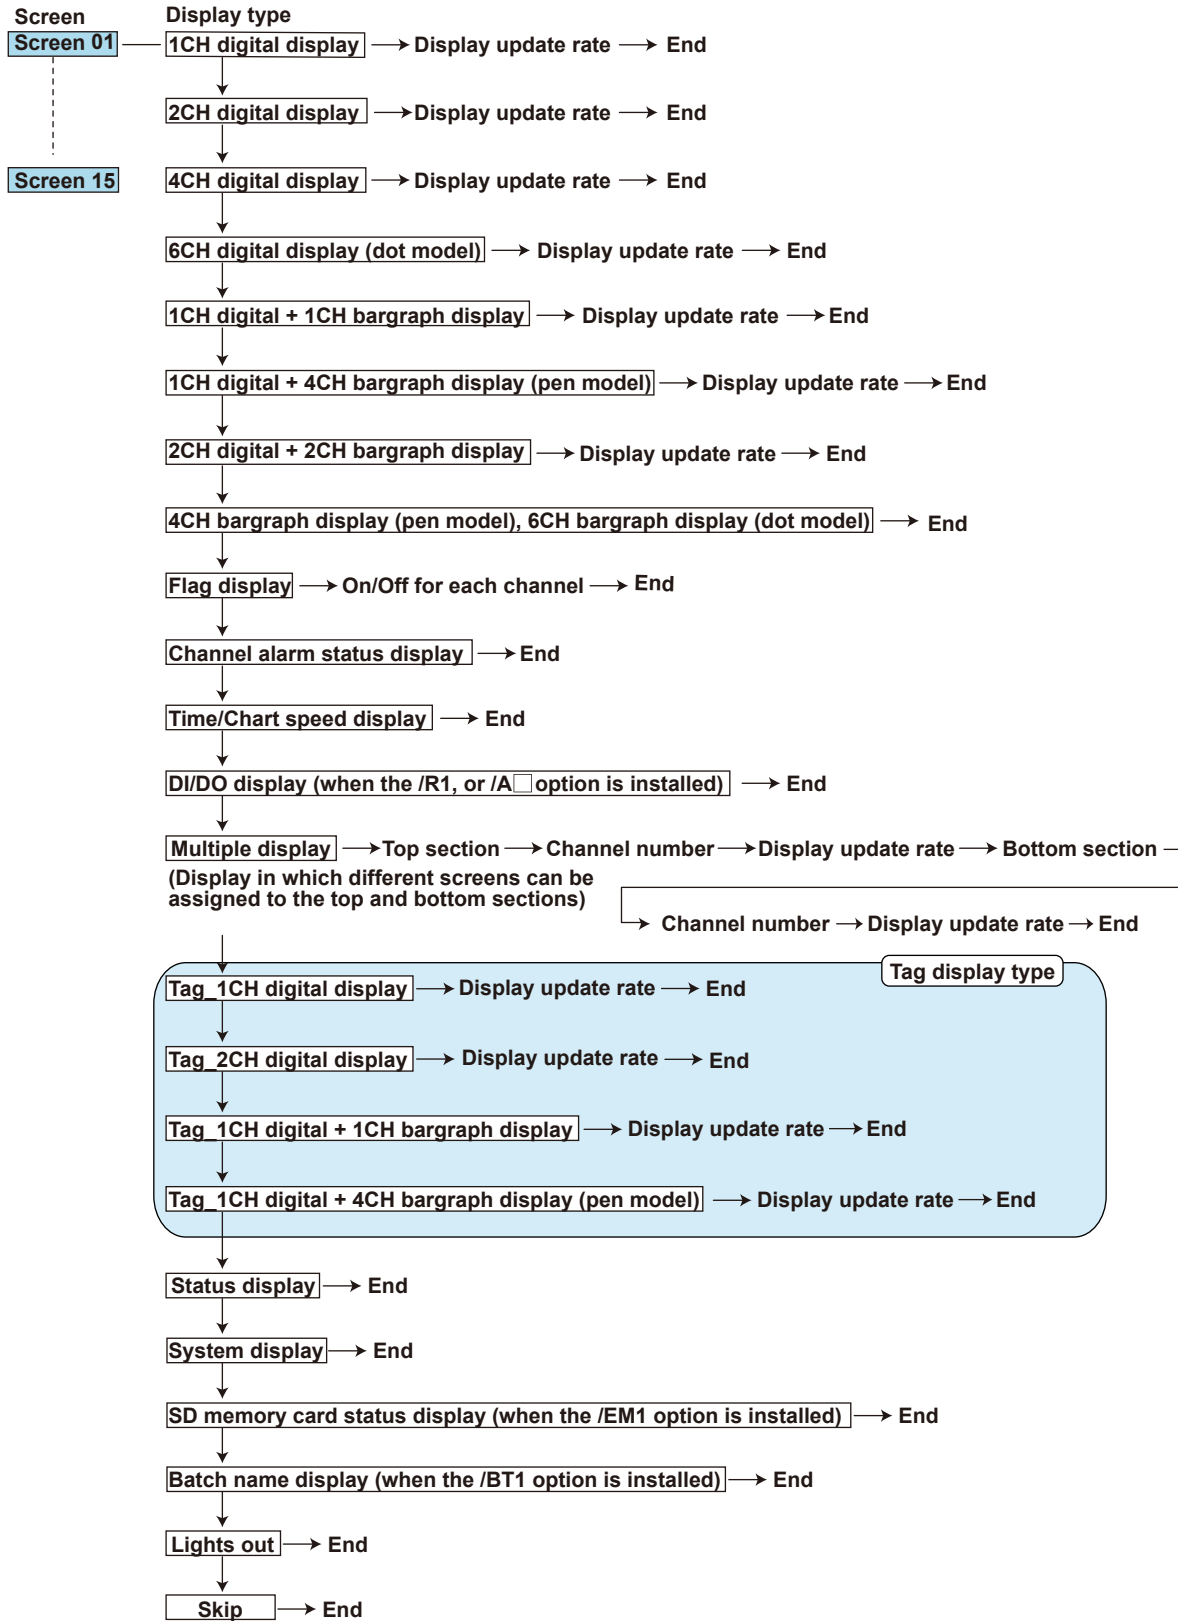 Screen Display type
Screen 01 1CH digital display Display update rate End
2CH digital display Display update rate End
Screen 15 4CH digital display Display update rate End
6CH digital display (dot model) Display update rate End
1CH digital + 1CH bargraph display Display update rate End
1CH digital + 4CH bargraph display (pen model) Display update rate End
2CH digital + 2CH bargraph display Display update rate End
4CH bargraph display (pen model), 6CH bargraph display (dot model) End
Flag display On/Off for each channel End
Channel alarm status display End
Time/Chart speed display End
DI/DO display (when the /R1, or /A□ option is installed) End
Multiple display Top section Channel number Display update rate Bottom section
(Display in which different screens can be
assigned to the top and bottom sections)
Channel number Display update rate End
Tag display type
Tag_1CH digital display Display update rate End
Tag_2CH digital display Display update rate End
Tag_1CH digital + 1CH bargraph display Display update rate End
Tag_1CH digital + 4CH bargraph display (pen model) Display update rate End
Status display End
System display End
SD memory card status display (when the /EM1 option is installed) End
Batch name display (when the /BT1 option is installed) End
Lights out End
Skip End